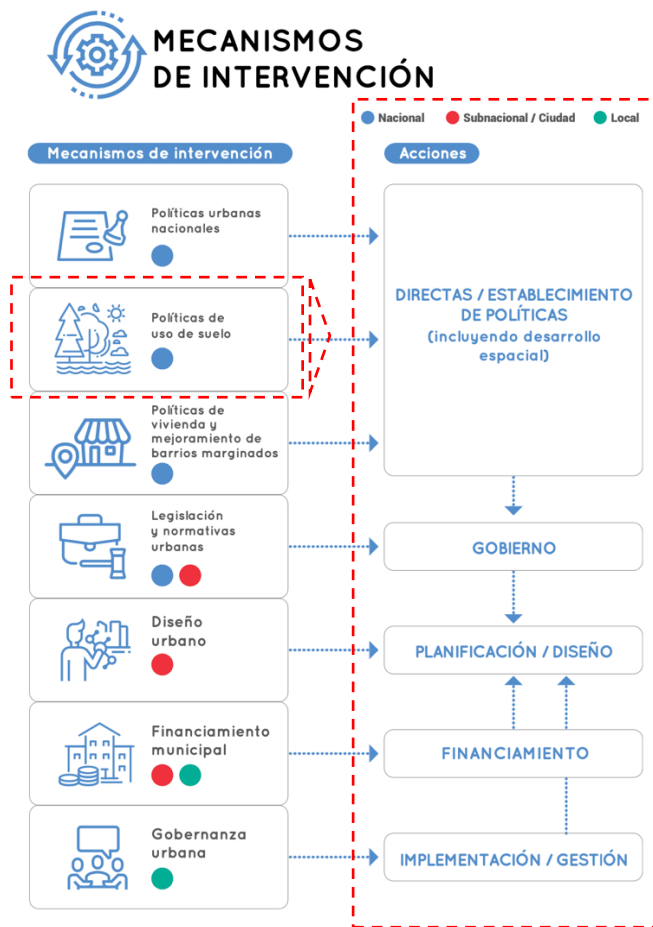 MECANISMOS
DE INTERVENCIÓN
Nacional
Subnacional / Ciudad
Local
Mecanismos de intervención
Acciones
Políticas urbanas
nacionales
Políticas de
uso de suelo
Políticas de
vivienda y
mejoramiento de
barrios marginados
Legislación
y normativas
urbanas
Diseño
urbano
Financiamiento
municipal
Gobernanza
urbana
DIRECTAS / ESTABLECIMIENTO
DE POLÍTICAS
(incluyendo desarrollo
espacial)
GOBIERNO
PLANIFICACIÓN / DISEÑO
FINANCIAMIENTO
IMPLEMENTACIÓN / GESTIÓN